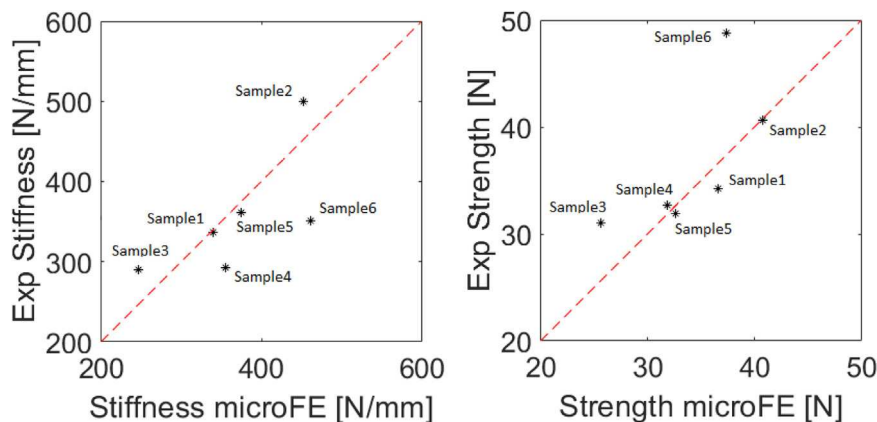 600
500
400
300
200
Exp Stiffness [N/mm]
Sample2
Sample1
Sample6
Sample5
Sample3
Sample4
200
400
600
Stiffness microFE [N/mm]
50
40
30
20
Exp Strength [N]
Sample6
Sample2
Sample4
Sample1
Sample3
Sample5
20
30
40
50
Strength microFE [N]